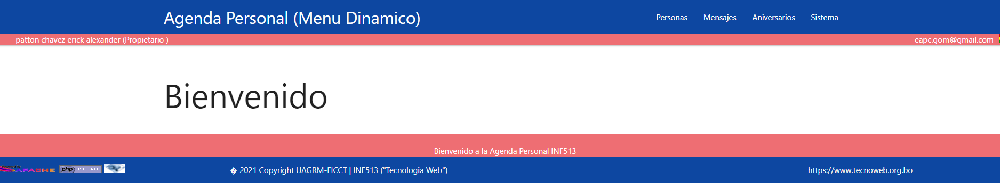 Agenda Personal (Menu Dinamico)
Personas Mensajes Aniversarios Sistema
patton chavez erick alexander (Propietario )
eapc.gom@gmail.com
Bienvenido
Bienvenido a la Agenda Personal INF513
APACHE
php POWERED
� 2021 Copyright UAGRM-FICCT | INF513 ("Tecnologia Web")
https://www.tecnoweb.org.bo